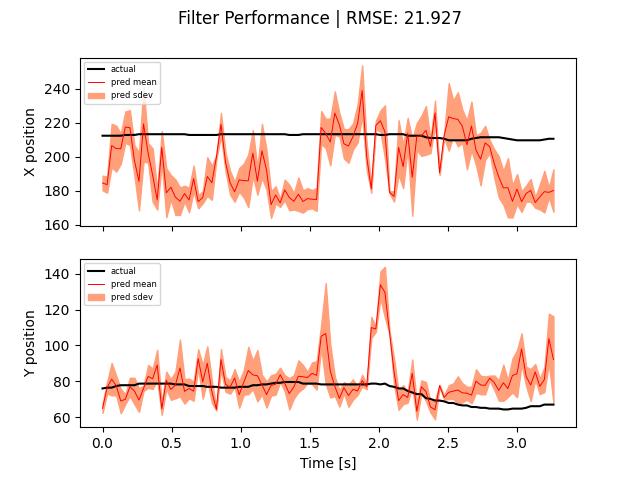 Filter Performance | RMSE: 21.927
actual
pred mean
pred sdev
X position
240
220
200
180
160
actual
pred mean
pred sdev
Y position
140
120
100
80
60
0.0 0.5 1.0 1.5 2.0 2.5 3.0
Time [s]